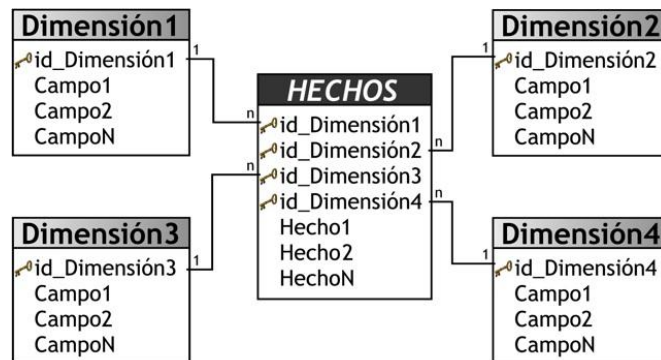 Dimensión1
id_Dimensión1
Campo1
Campo2
CampoN
1
Dimensión2
id_Dimensión2
Campo1
Campo2
CampoN
1
HECHOS
id_Dimensión1
id_Dimensión2
id_Dimensión3
id_Dimensión4
Hecho1
Hecho2
HechoN
n
n
n
n
Dimensión3
id_Dimensión3
Campo1
Campo2
CampoN
1
Dimensión4
id_Dimensión4
Campo1
Campo2
CampoN
1